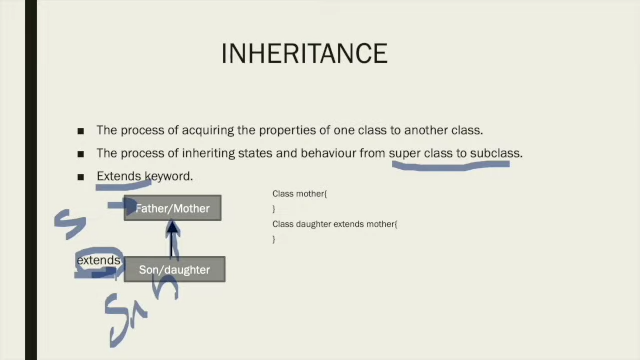 INHERITANCE
The process of acquiring the properties of one class to another class.
The process of inheriting states and behaviour from super class to subclass.
Extends keyword.
Class mother{
Father/Mother
}
Class daughter extends mother{
}
extends
Son/daughter
S
Sub